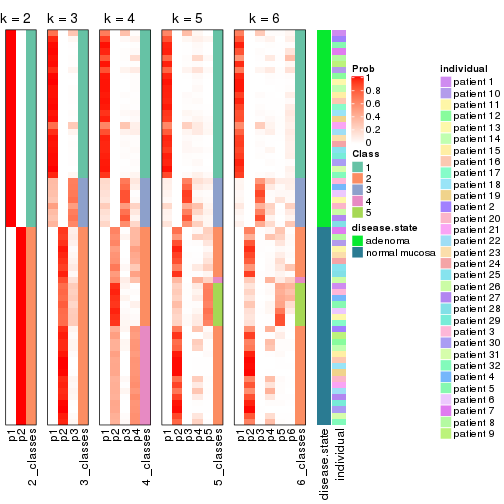 k = 2
k = 3
k = 4
k = 5
k = 6
p1
p2
2_classes
p1
p2
p3
3_classes
p1
p2
p3
p4
4_classes
p1
p2
p3
p4
p5
5_classes
p1
p2
p3
p4
p5
p6
6_classes
disease.state
individual
Prob
1
0.8
0.6
0.4
0.2
0
Class
1
2
3
4
5
disease.state
adenoma
normal mucosa
individual
patient 1
patient 10
patient 11
patient 12
patient 13
patient 14
patient 15
patient 16
patient 17
patient 18
patient 19
patient 2
patient 20
patient 21
patient 22
patient 23
patient 24
patient 25
patient 26
patient 27
patient 28
patient 29
patient 3
patient 30
patient 31
patient 32
patient 4
patient 5
patient 6
patient 7
patient 8
patient 9